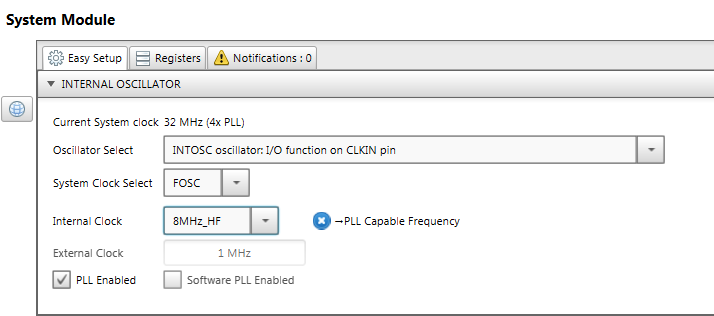 System Module
Easy Setup Registers Notifications : 0
INTERNAL OSCILLATOR
Current System clock 32 MHz (4x PLL)
Oscillator Select INTOSC oscillator: I/O function on CLKIN pin
System Clock Select FOSC
Internal Clock 8MHz_HF →PLL Capable Frequency
External Clock 1 MHz
PLL Enabled Software PLL Enabled